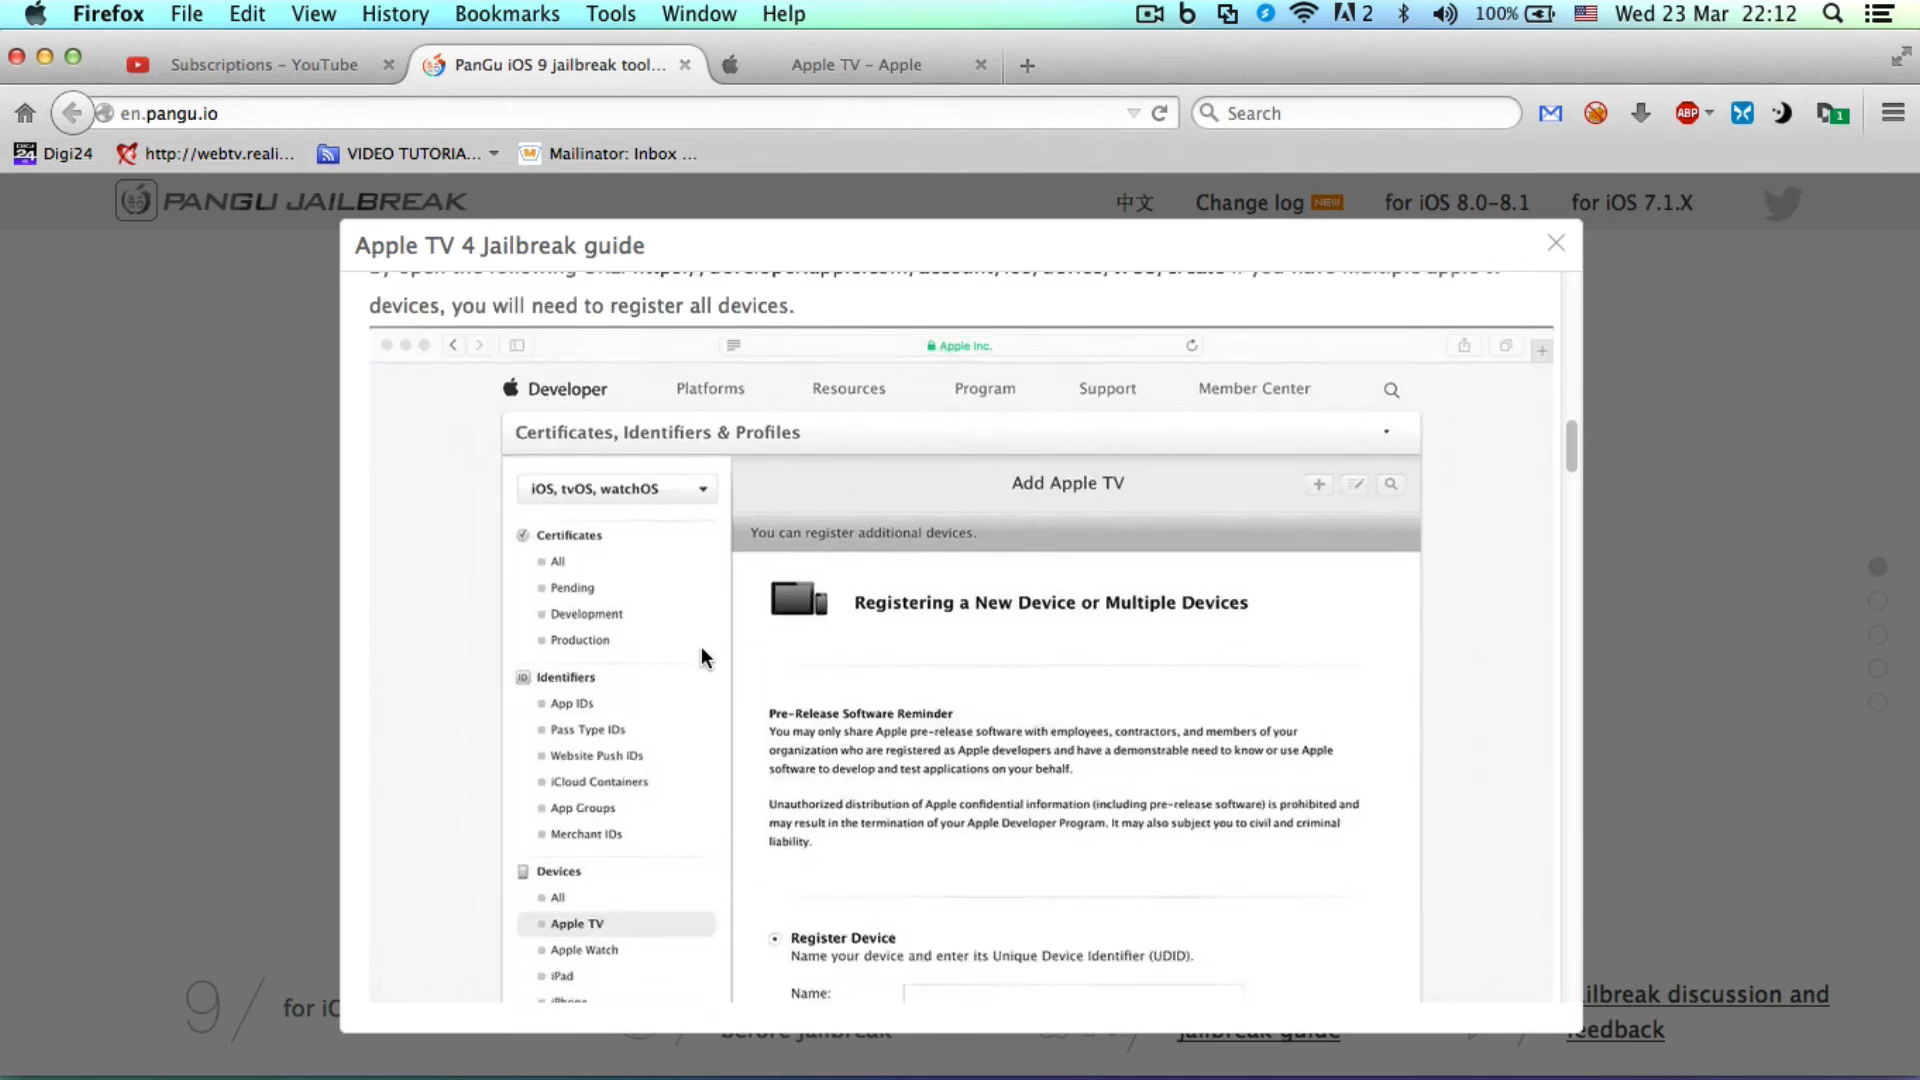 Firefox File Edit View History Bookmarks Tools Window Help 2 100% Wed 23 Mar 22:12
Subscriptions – YouTube PanGu iOS 9 jailbreak tool... Apple TV – Apple
en.pangu.io Search ABP 1
Digi24 http://webtv.reali... VIDEO TUTORIA... Mailinator: Inbox ...
PANGU JAILBREAK 中文 Change log NEW for iOS 8.0-8.1 for iOS 7.1.X
Apple TV 4 Jailbreak guide
devices, you will need to register all devices.
Apple Inc.
Developer Platforms Resources Program Support Member Center
Certificates, Identifiers & Profiles
iOS, tvOS, watchOS
Add Apple TV
You can register additional devices.
Certificates
All
Pending
Development
Production
Identifiers
App IDs
Pass Type IDs
Website Push IDs
iCloud Containers
App Groups
Merchant IDs
Devices
All
Apple TV
Apple Watch
iPad
iPhone
Registering a New Device or Multiple Devices
Pre-Release Software Reminder
You may only share Apple pre-release software with employees, contractors, and members of your
organization who are registered as Apple developers and have a demonstrable need to know or use Apple
software to develop and test applications on your behalf.
Unauthorized distribution of Apple confidential information (including pre-release software) is prohibited and
may result in the termination of your Apple Developer Program. It may also subject you to civil and criminal
liability.
Register Device
Name your device and enter its Unique Device Identifier (UDID).
Name:
9 for iO
before jailbreak
jailbreak guide
ilbreak discussion and
feedback